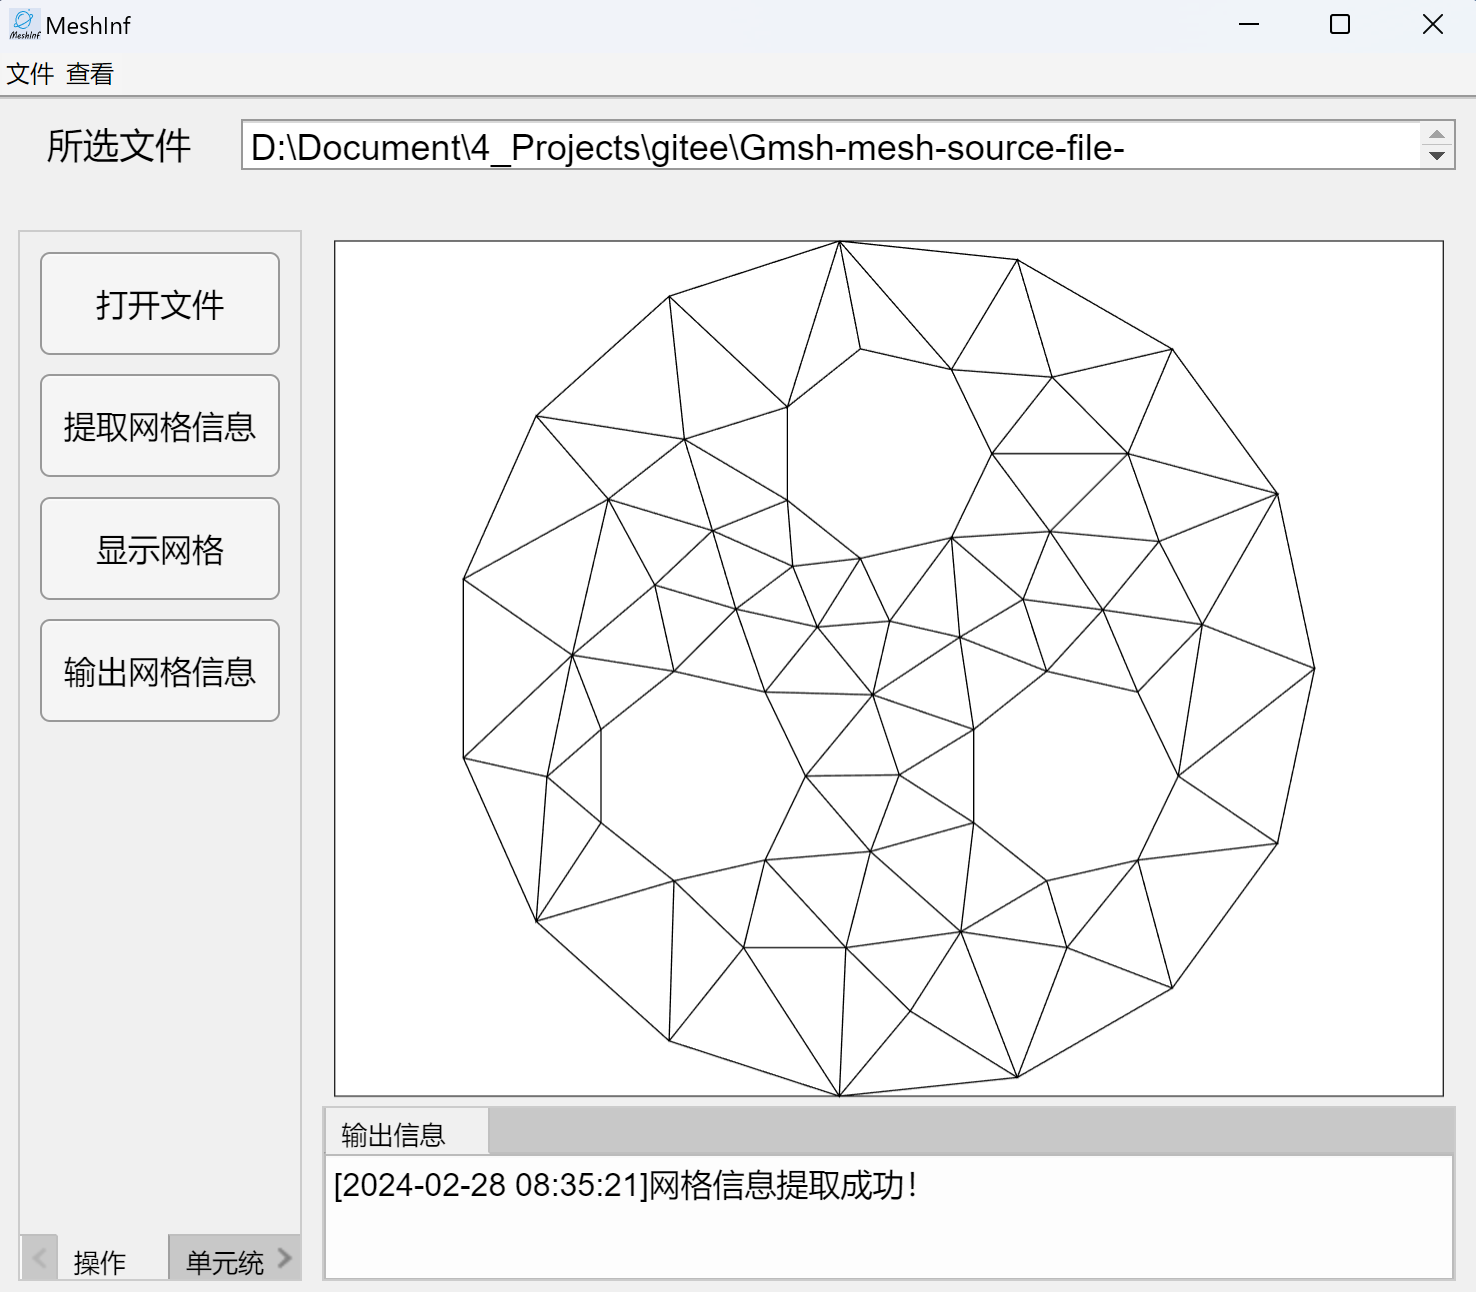 MeshInf
MeshInf
文件 查看
所选文件
D:\Document\4_Projects\gitee\Gmsh-mesh-source-file-
打开文件
提取网格信息
显示网格
输出网格信息
输出信息
[2024-02-28 08:35:21]网格信息提取成功！
操作
单元统